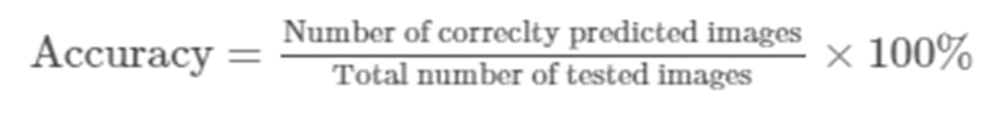 Number of correclty predicted images
Accuracy = × 100%
Total number of tested images